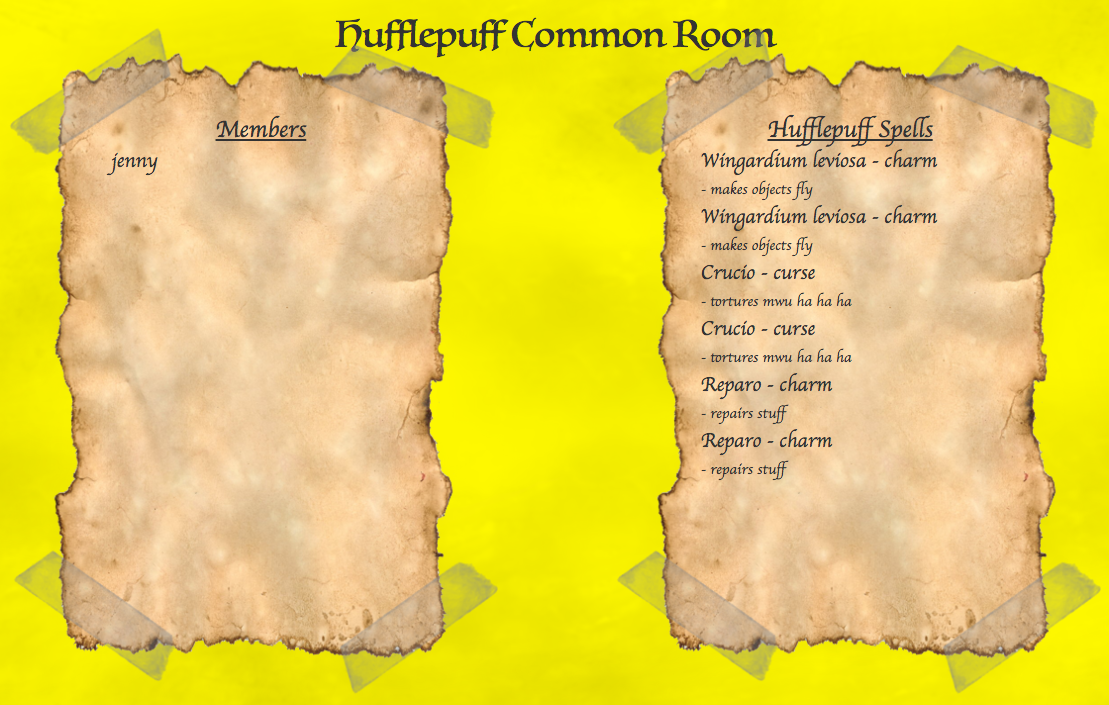 Hufflepuff Common Room
Members
jenny
Hufflepuff Spells
Wingardium leviosa - charm
- makes objects fly
Wingardium leviosa - charm
- makes objects fly
Crucio - curse
- tortures mwu ha ha ha
Crucio - curse
- tortures mwu ha ha ha
Reparo - charm
- repairs stuff
Reparo - charm
- repairs stuff